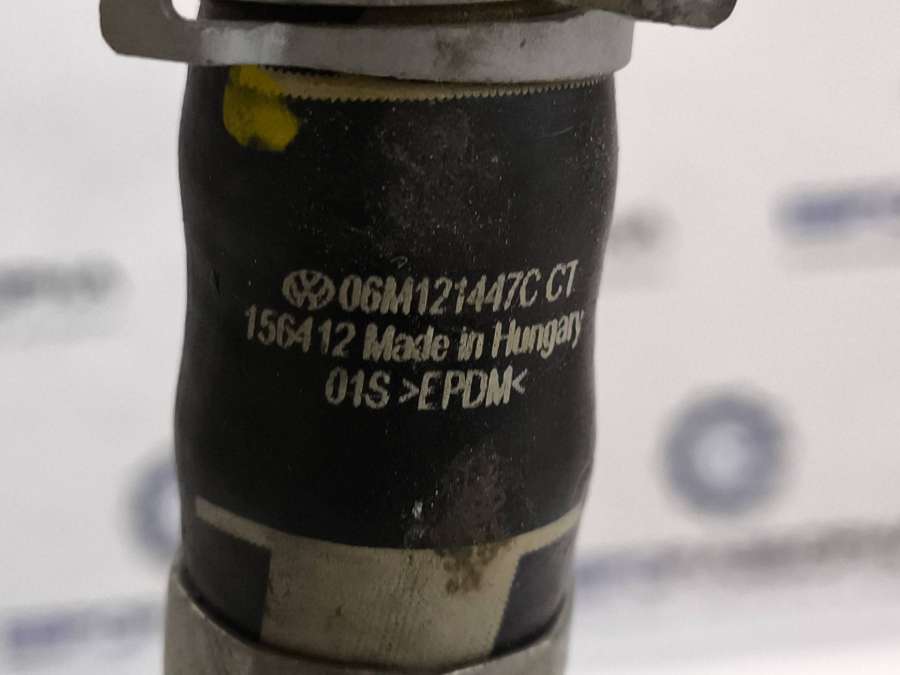 06M121447C CT
156412 Made in Hungary
01S >EPDM<